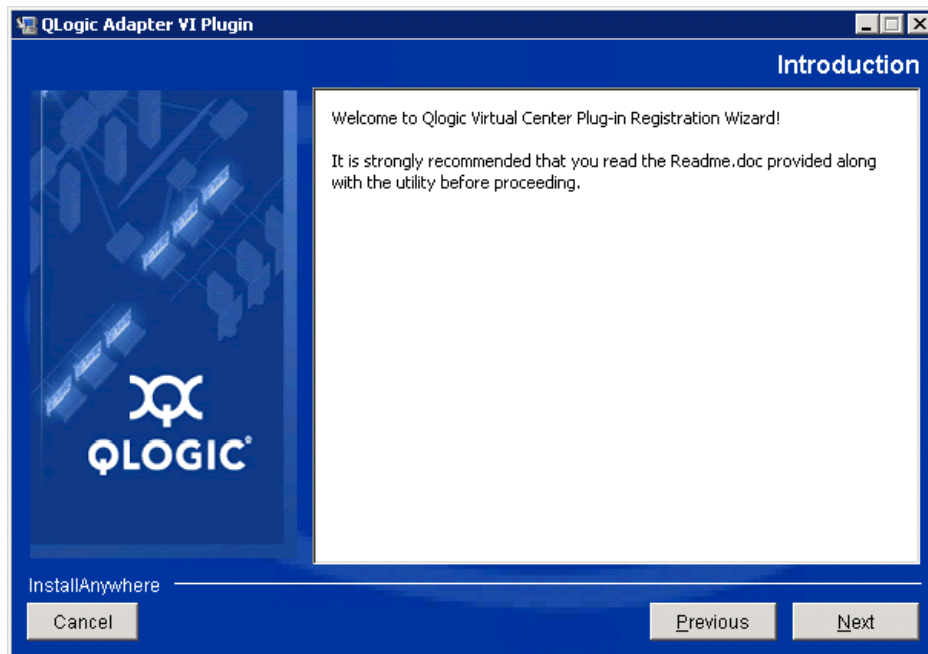 QLogic Adapter VI Plugin
Introduction
Welcome to Qlogic Virtual Center Plug-in Registration Wizard!
It is strongly recommended that you read the Readme.doc provided along
with the utility before proceeding.
QLOGIC®
InstallAnywhere
Cancel
Previous
Next